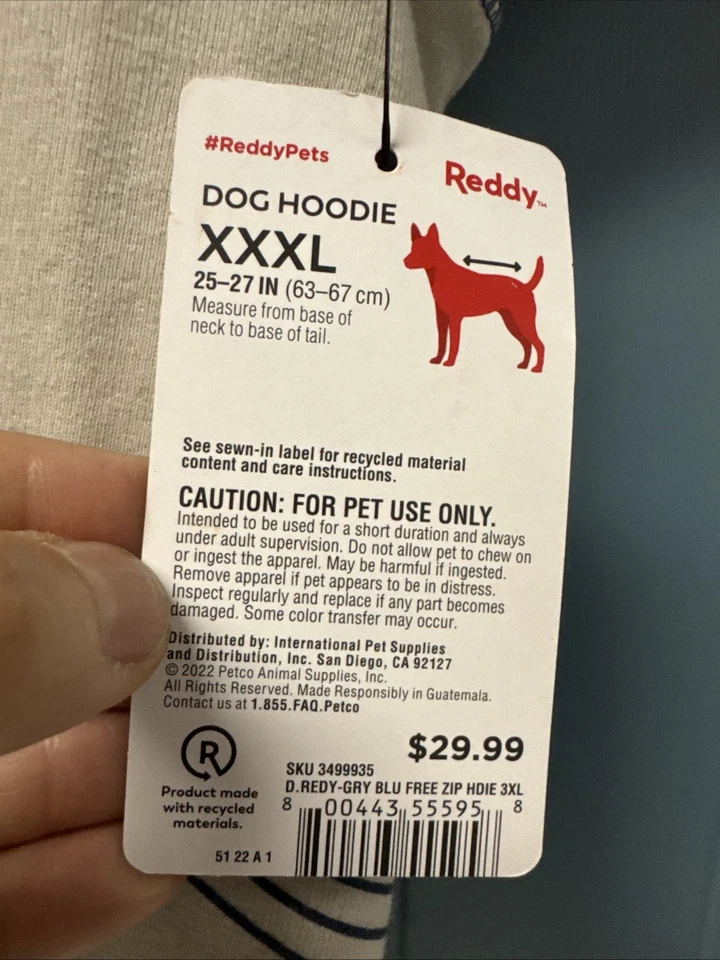 #ReddyPets
Reddy™
DOG HOODIE
XXXL
25–27 IN (63–67 cm)
Measure from base of
neck to base of tail.
See sewn-in label for recycled material
content and care instructions.
CAUTION: FOR PET USE ONLY.
Intended to be used for a short duration and always
under adult supervision. Do not allow pet to chew on
or ingest the apparel. May be harmful if ingested.
Remove apparel if pet appears to be in distress.
Inspect regularly and replace if any part becomes
damaged. Some color transfer may occur.
Distributed by: International Pet Supplies
and Distribution, Inc. San Diego, CA 92127
© 2022 Petco Animal Supplies, Inc.
All Rights Reserved. Made Responsibly in Guatemala.
Contact us at 1.855.FAQ.Petco
R
Product made
with recycled
materials.
51 22 A 1
$29.99
SKU 3499935
D.REDY-GRY BLU FREE ZIP HDIE 3XL
8 00443 55595 8